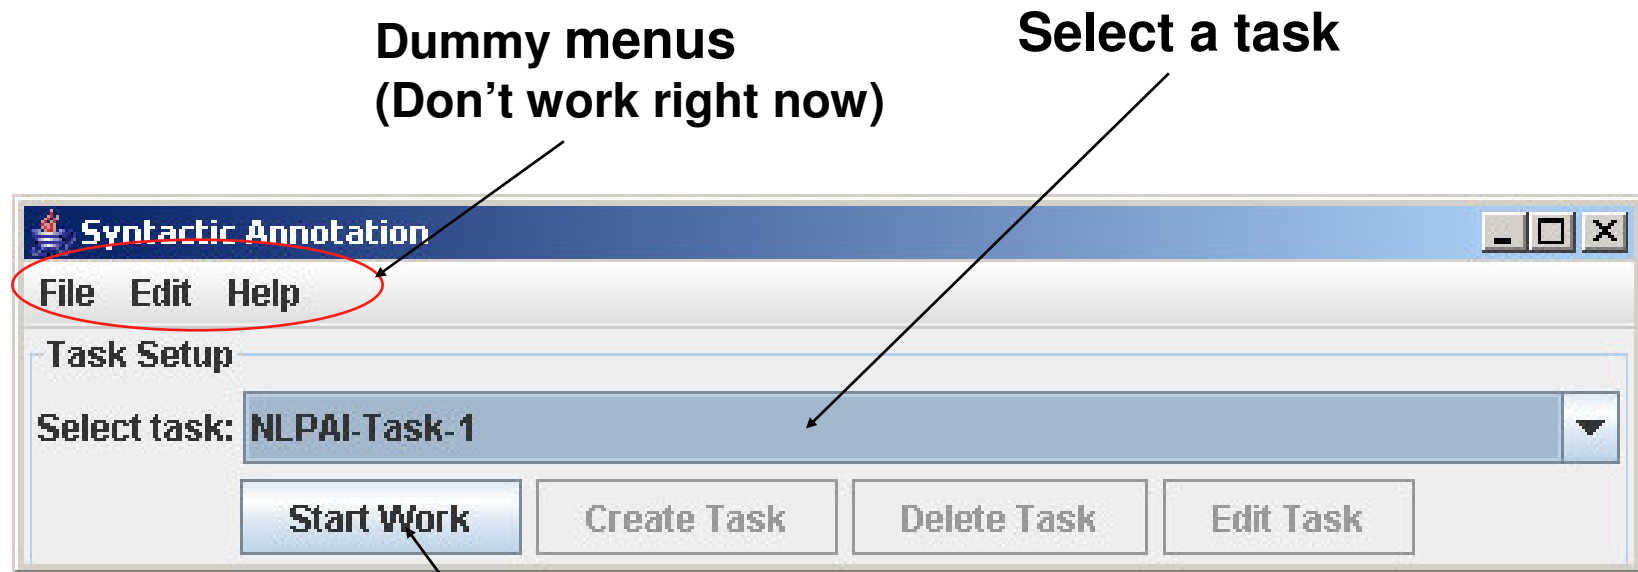 Dummy menus
(Don't work right now)
Select a task
Syntactic Annotation
File Edit Help
Task Setup
Select task: NLPAI-Task-1
Start Work Create Task Delete Task Edit Task